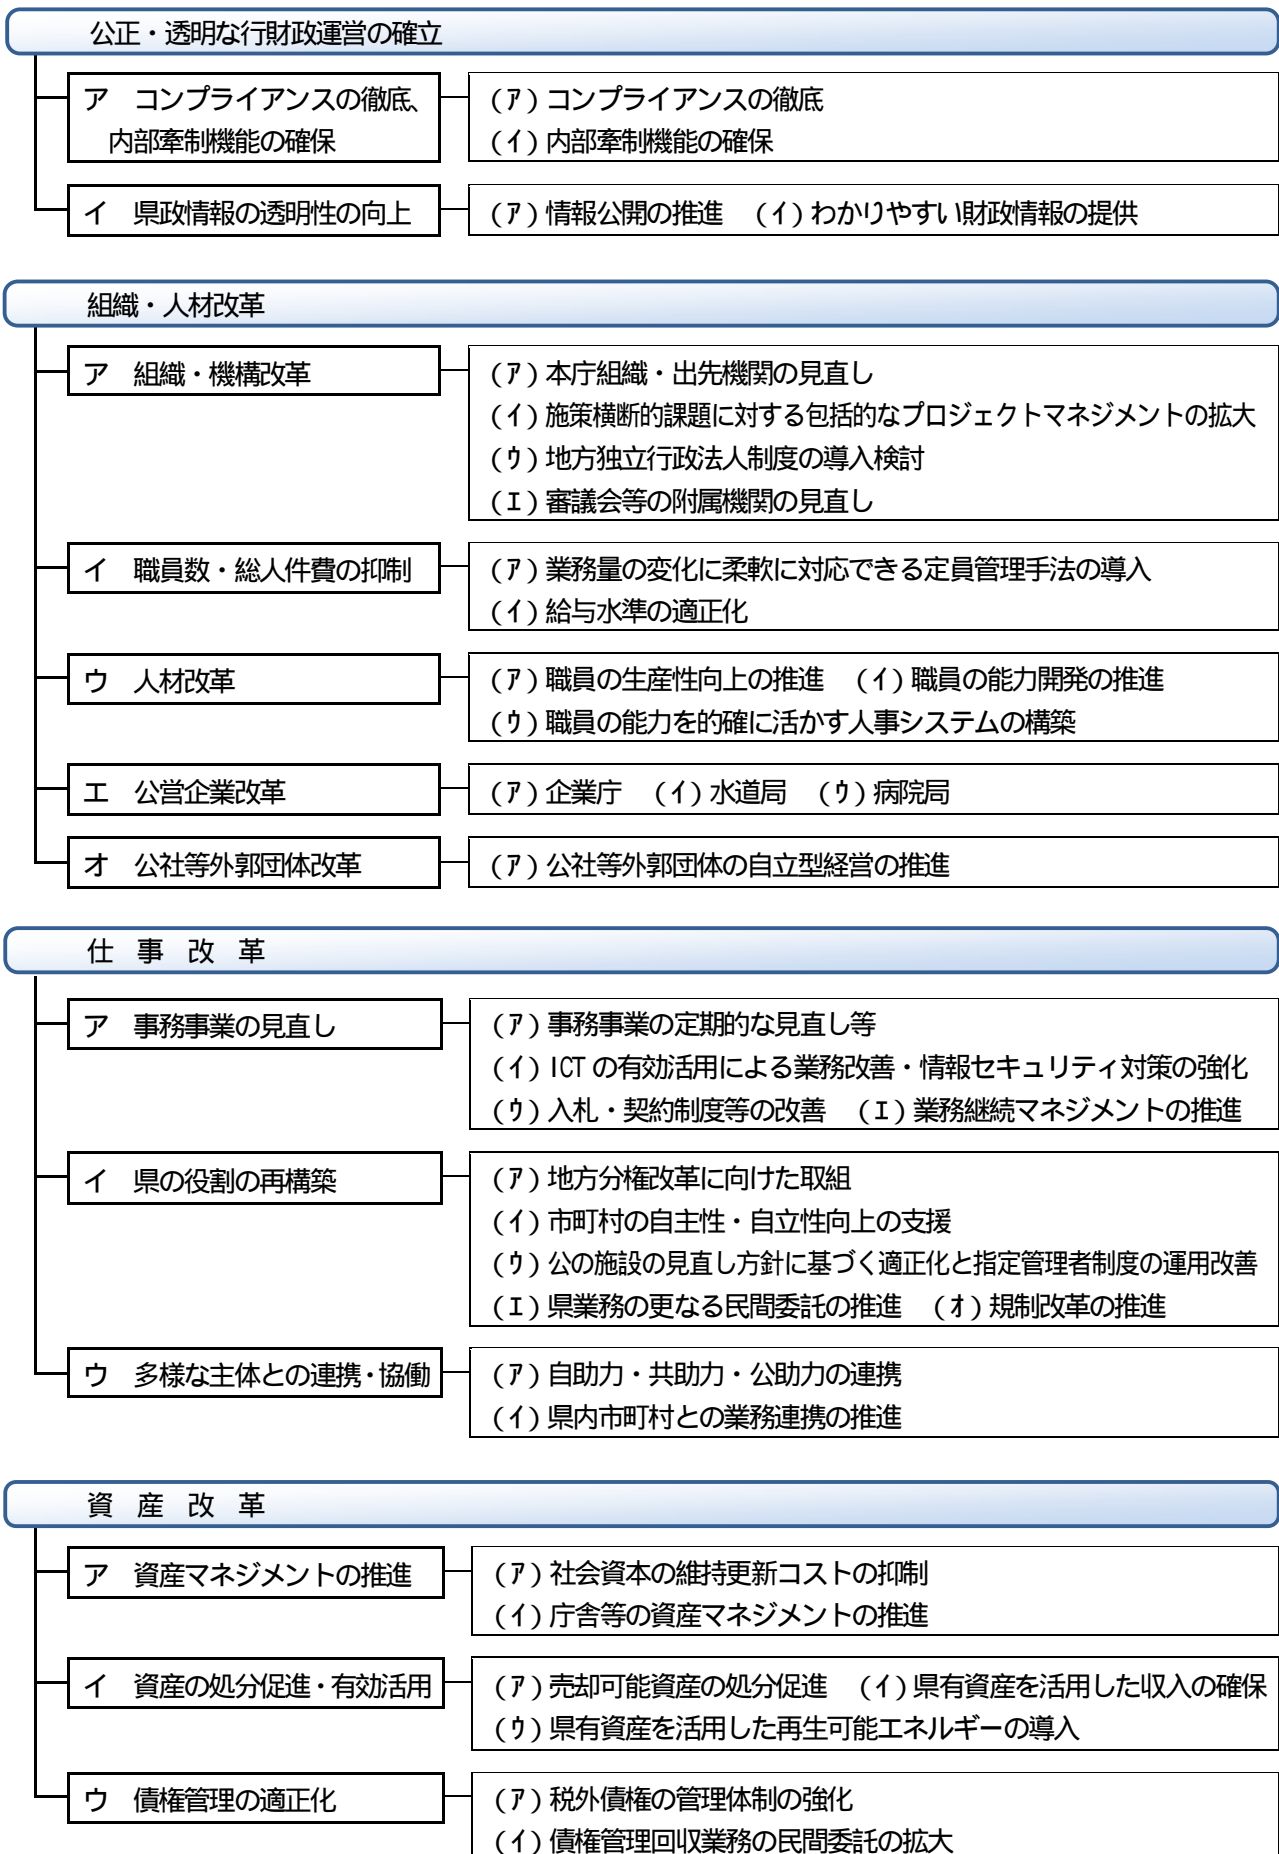 公正・透明な行財政運営の確立
ア　コンプライアンスの徹底、
内部牽制機能の確保
(ｱ)コンプライアンスの徹底
(ｲ)内部牽制機能の確保
イ　県政情報の透明性の向上
(ｱ)情報公開の推進　(ｲ)わかりやすい財政情報の提供
組織・人材改革
ア　組織・機構改革
(ｱ)本庁組織・出先機関の見直し
(ｲ)施策横断的課題に対する包括的なプロジェクトマネジメントの拡大
(ｳ)地方独立行政法人制度の導入検討
(ｴ)審議会等の附属機関の見直し
イ　職員数・総人件費の抑制
(ｱ)業務量の変化に柔軟に対応できる定員管理手法の導入
(ｲ)給与水準の適正化
ウ　人材改革
(ｱ)職員の生産性向上の推進　(ｲ)職員の能力開発の推進
(ｳ)職員の能力を的確に活かす人事システムの構築
エ　公営企業改革
(ｱ)企業庁　(ｲ)水道局　(ｳ)病院局
オ　公社等外郭団体改革
(ｱ)公社等外郭団体の自立型経営の推進
仕　事　改　革
ア　事務事業の見直し
(ｱ)事務事業の定期的な見直し等
(ｲ)ICTの有効活用による業務改善・情報セキュリティ対策の強化
(ｳ)入札・契約制度等の改善　(ｴ)業務継続マネジメントの推進
イ　県の役割の再構築
(ｱ)地方分権改革に向けた取組
(ｲ)市町村の自主性・自立性向上の支援
(ｳ)公の施設の見直し方針に基づく適正化と指定管理者制度の運用改善
(ｴ)県業務の更なる民間委託の推進　(ｵ)規制改革の推進
ウ　多様な主体との連携・協働
(ｱ)自助力・共助力・公助力の連携
(ｲ)県内市町村との業務連携の推進
資　産　改　革
ア　資産マネジメントの推進
(ｱ)社会資本の維持更新コストの抑制
(ｲ)庁舎等の資産マネジメントの推進
イ　資産の処分促進・有効活用
(ｱ)売却可能資産の処分促進　(ｲ)県有資産を活用した収入の確保
(ｳ)県有資産を活用した再生可能エネルギーの導入
ウ　債権管理の適正化
(ｱ)税外債権の管理体制の強化
(ｲ)債権管理回収業務の民間委託の拡大